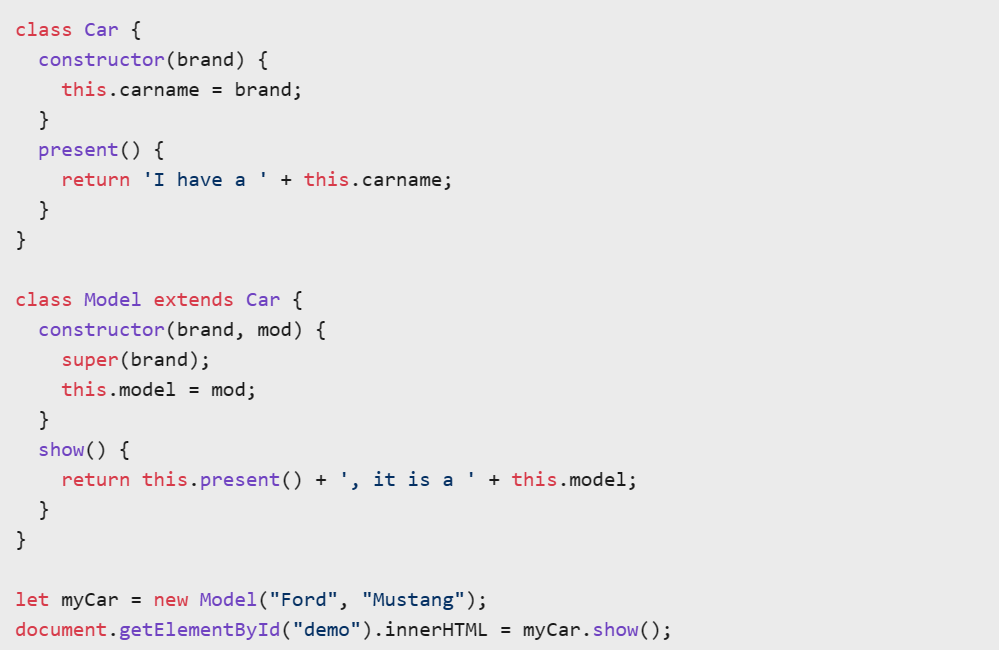 class Car {
  constructor(brand) {
    this.carname = brand;
  }
  present() {
    return 'I have a ' + this.carname;
  }
}

class Model extends Car {
  constructor(brand, mod) {
    super(brand);
    this.model = mod;
  }
  show() {
    return this.present() + ', it is a ' + this.model;
  }
}

let myCar = new Model("Ford", "Mustang");
document.getElementById("demo").innerHTML = myCar.show();